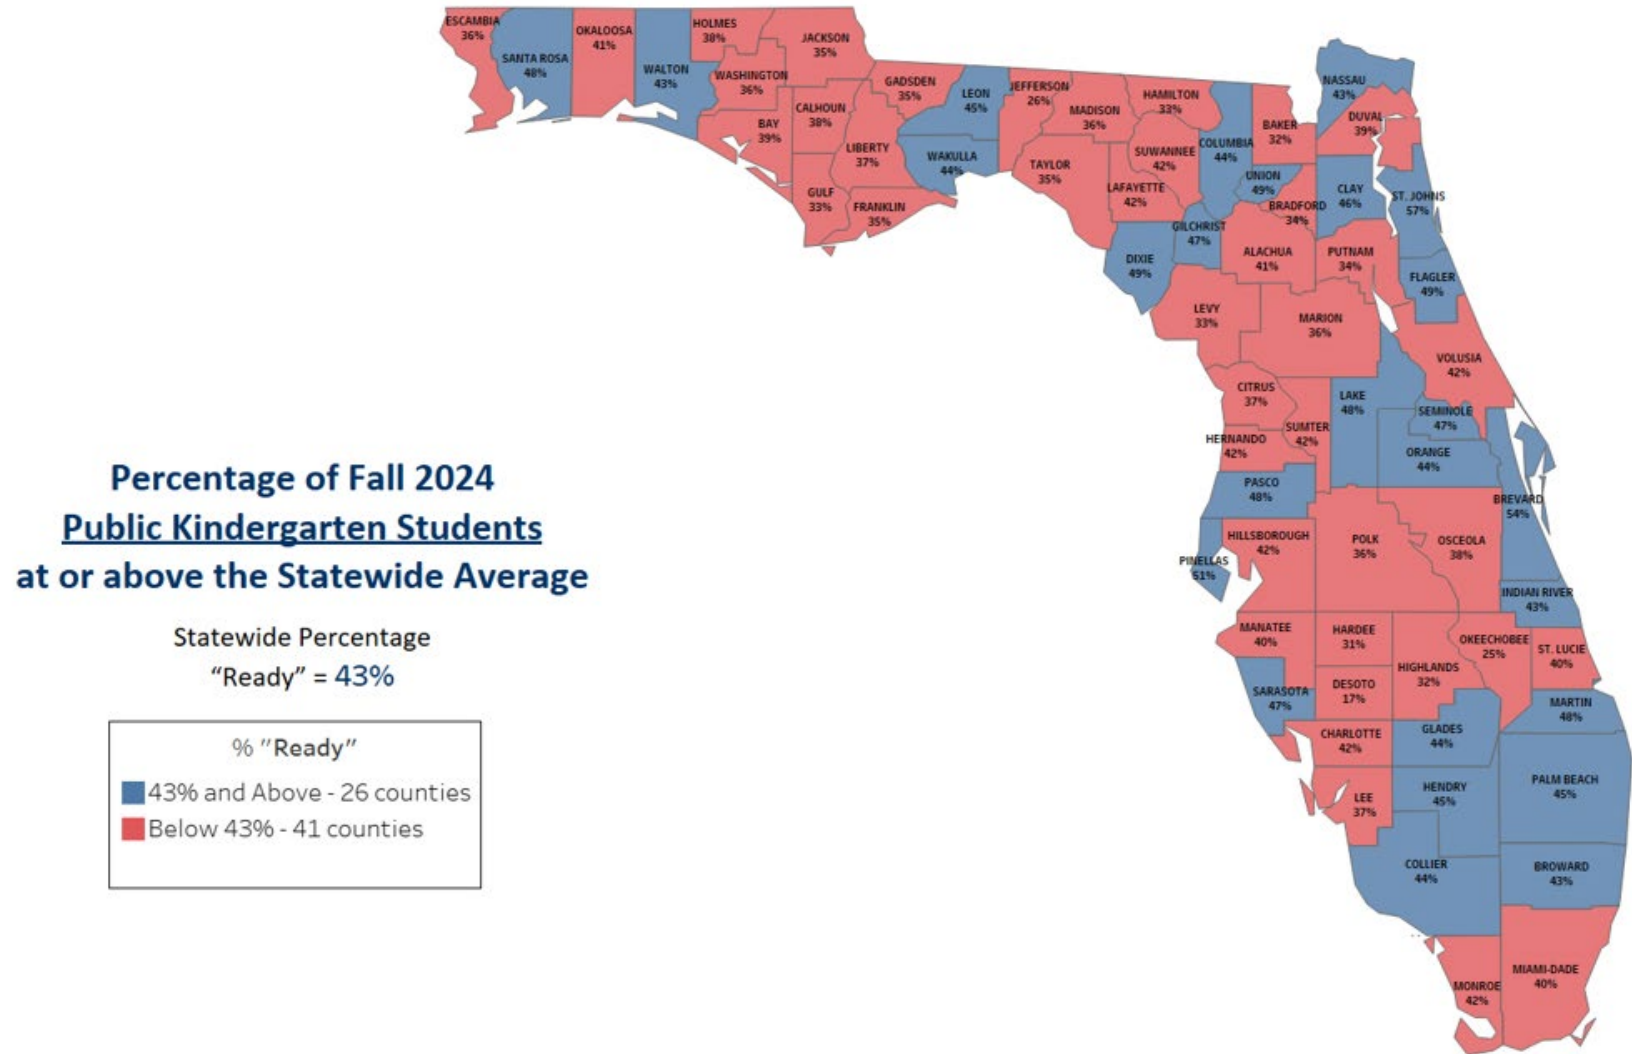 Percentage of Fall 2024
Public Kindergarten Students
at or above the Statewide Average
Statewide Percentage
“Ready” = 43%
% "Ready"
43% and Above - 26 counties
Below 43% - 41 counties
ESCAMBIA
36%
SANTA ROSA
48%
OKALOOSA
41%
WALTON
43%
HOLMES
38%
WASHINGTON
36%
JACKSON
35%
BAY
39%
CALHOUN
38%
GULF
33%
LIBERTY
37%
GADSDEN
35%
FRANKLIN
35%
LEON
45%
WAKULLA
44%
JEFFERSON
26%
MADISON
36%
TAYLOR
35%
HAMILTON
33%
SUWANNEE
42%
LAFAYETTE
42%
COLUMBIA
44%
BAKER
32%
UNION
49%
BRADFORD
34%
NASSAU
43%
DUVAL
39%
CLAY
46%
ST. JOHNS
57%
GILCHRIST
47%
DIXIE
49%
ALACHUA
41%
PUTNAM
34%
FLAGLER
49%
LEVY
33%
MARION
36%
VOLUSIA
42%
CITRUS
37%
LAKE
48%
SEMINOLE
47%
SUMTER
42%
HERNANDO
42%
ORANGE
44%
PASCO
48%
BREVARD
54%
HILLSBOROUGH
42%
POLK
36%
OSCEOLA
38%
PINELLAS
51%
INDIAN RIVER
43%
MANATEE
40%
HARDEE
31%
OKEECHOBEE
25%
ST. LUCIE
40%
HIGHLANDS
32%
SARASOTA
47%
DESOTO
17%
MARTIN
48%
CHARLOTTE
42%
GLADES
44%
LEE
37%
HENDRY
45%
PALM BEACH
45%
COLLIER
44%
BROWARD
43%
MIAMI-DADE
40%
MONROE
42%